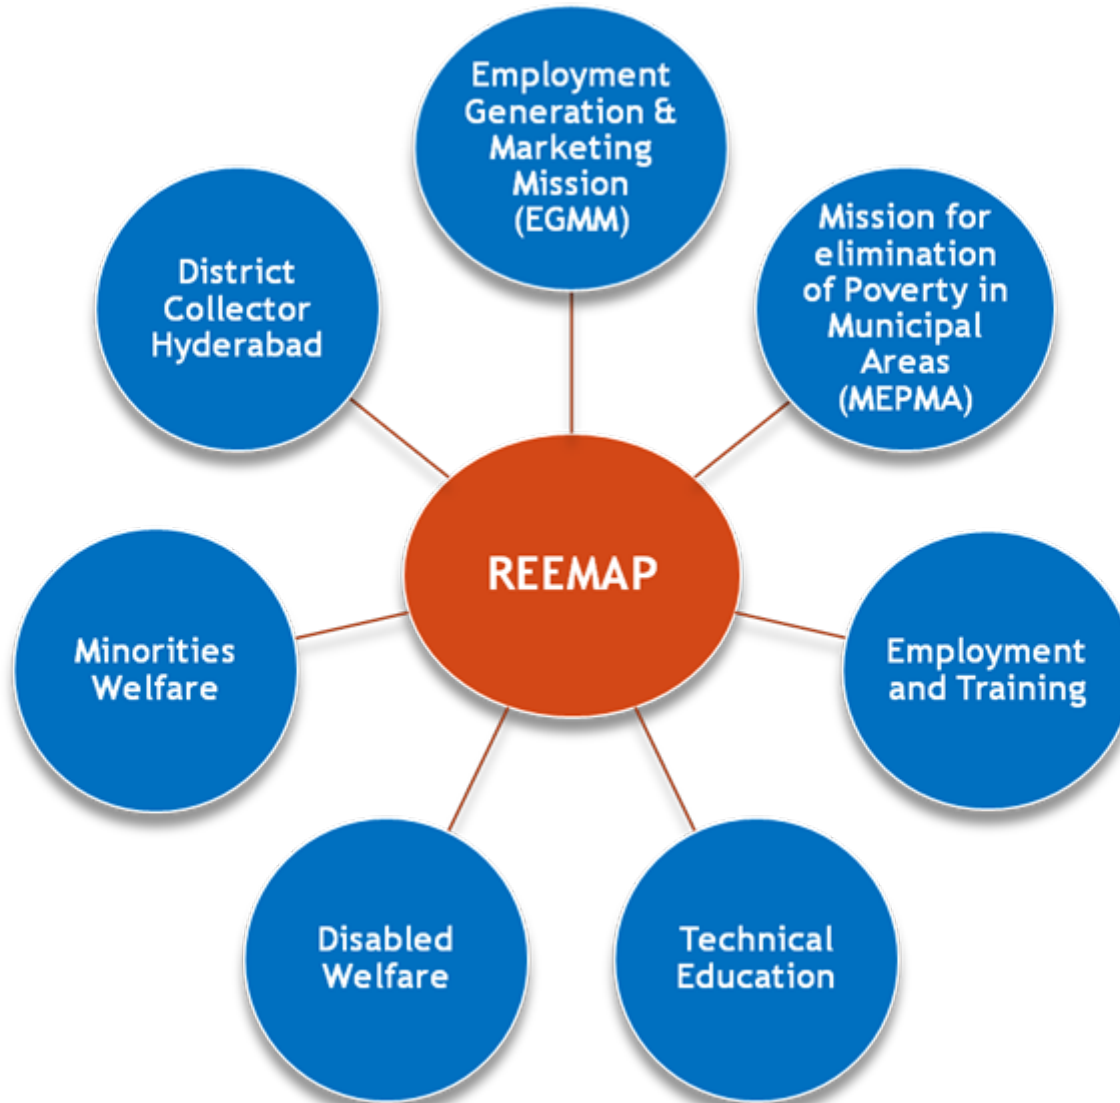 Employment
Generation &
Marketing
Mission
(EGMM)
Mission for
elimination
of Poverty in
Municipal
Areas
(MEPMA)
District
Collector
Hyderabad
REEMAP
Employment
and Training
Minorities
Welfare
Technical
Education
Disabled
Welfare